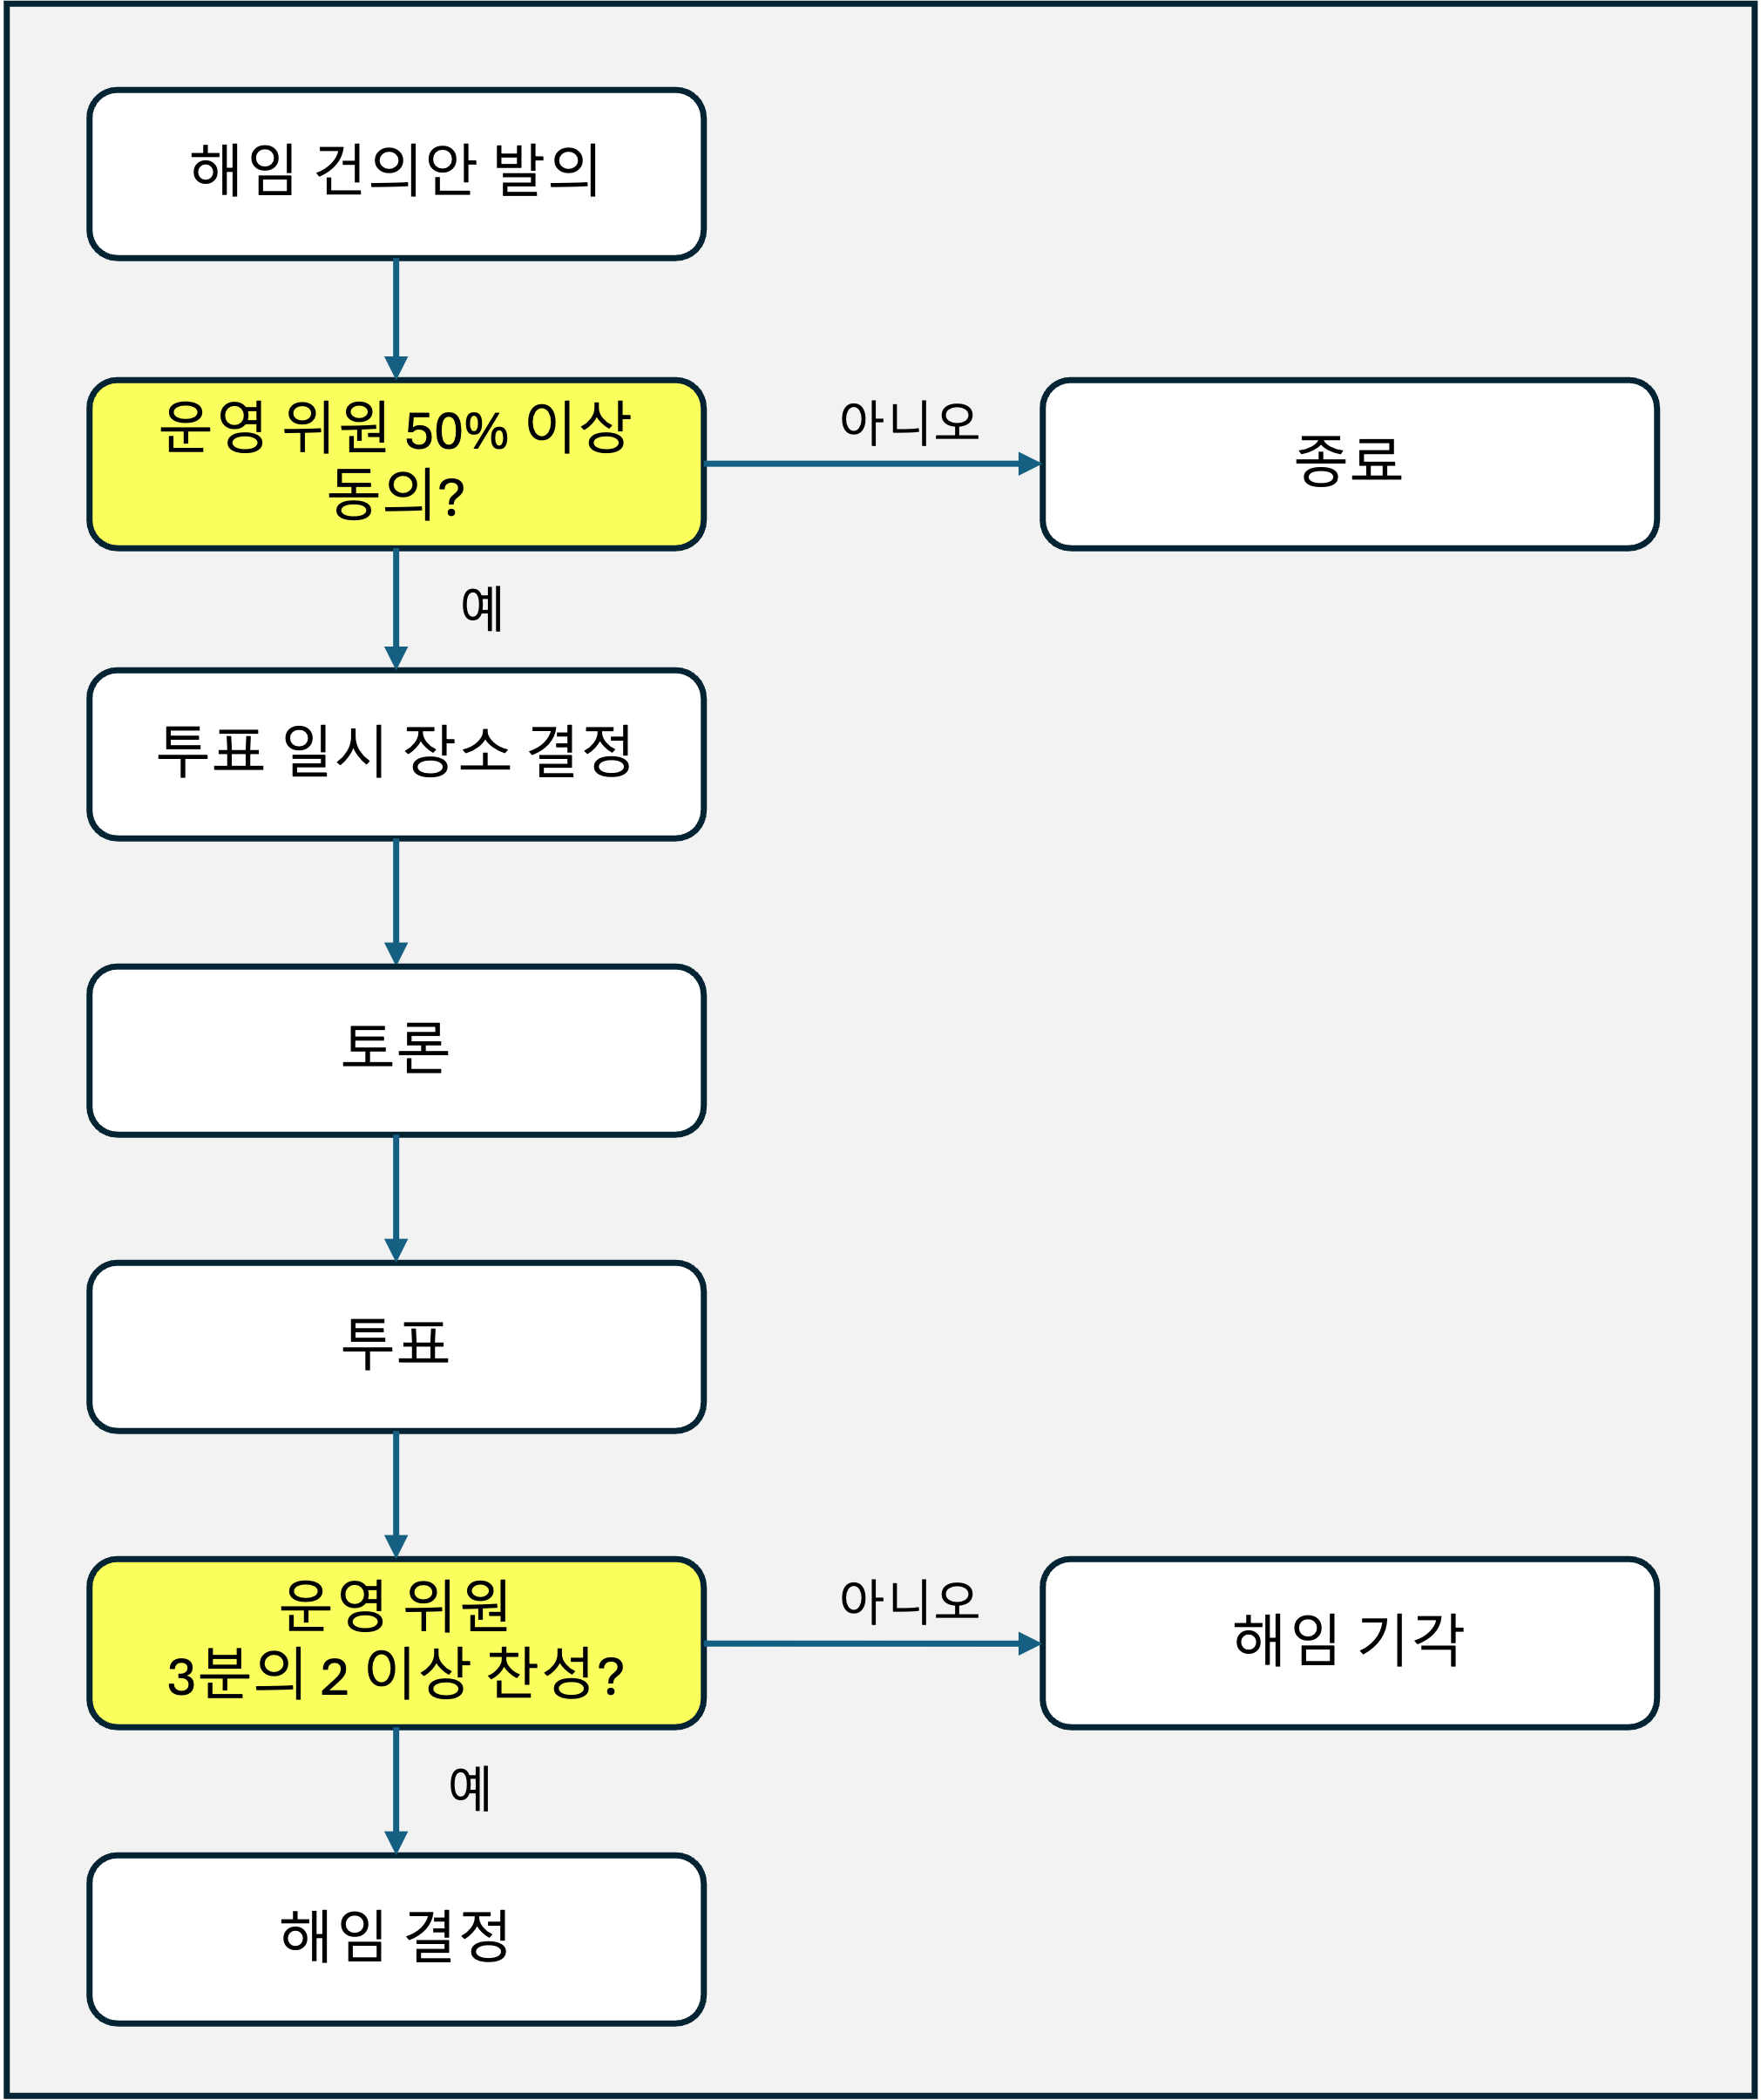 해임 건의안 발의
운영 위원 50% 이상
동의?
아니오
종료
예
투표 일시 장소 결정
토론
투표
운영 위원
3분의 2 이상 찬성?
아니오
해임 기각
예
해임 결정